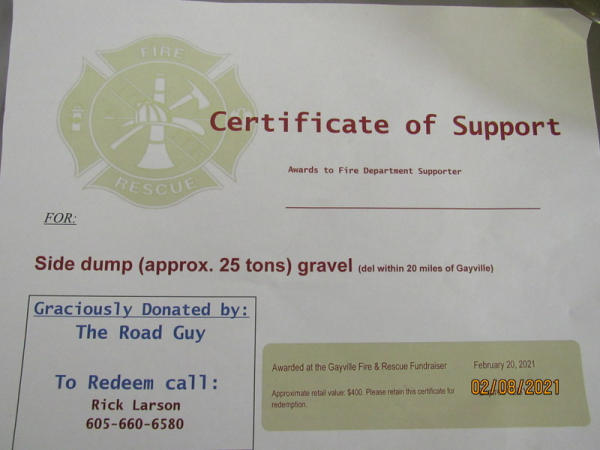 FIRE
RESCUE
Certificate of Support
Awards to Fire Department Supporter
FOR:
Side dump (approx. 25 tons) gravel (del within 20 miles of Gayville)
Graciously Donated by:
The Road Guy
To Redeem call:
Rick Larson
605-660-6580
Awarded at the Gayville Fire & Rescue Fundraiser February 20, 2021
Approximate retail value: $400. Please retain this certificate for
redemption.
02/08/2021